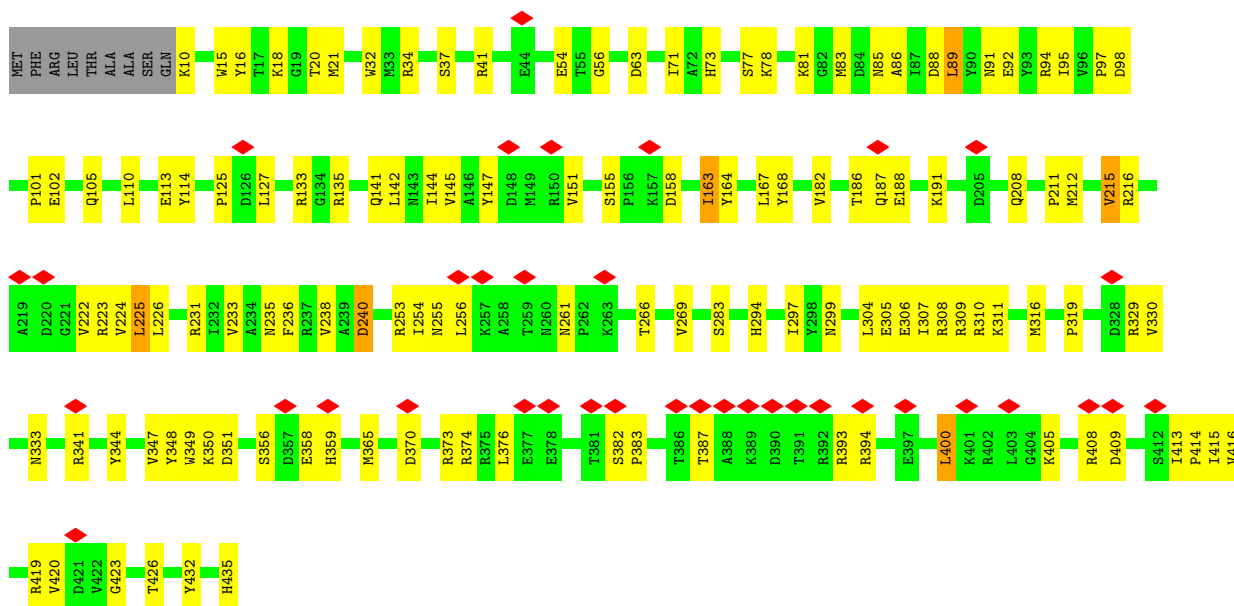 MET PHE ARG LEU THR ALA ALA SER GLN K10 W15 Y16 T17 K18 G19 T20 M21 W32 M33 R34 S37 R41 E44 E54 T55 G56 D63 I71 A72 H73 S77 K78 K81 G82 M83 D84 N85 A86 I87 D88 L89 Y90 N91 E92 Y93 R94 I95 V96 P97 D98
P101 E102 Q105 L110 E113 Y114 P125 D126 L127 R133 G134 R135 Q141 L142 N143 I144 V145 A146 Y147 D148 M149 R150 V151 S155 P156 K157 D158 I163 Y164 L167 Y168 V182 T186 Q187 E188 K191 D205 Q208 P211 M212 V215 R216
A219 D220 G221 V222 R223 V224 L225 L226 R231 I232 V233 A234 N235 F236 R237 V238 A239 D240 R253 I254 N255 L256 K257 A258 T259 N260 N261 P262 K263 T266 V269 S283 H294 I297 Y298 N299 L304 E305 E306 I307 R308 R309 R310 K311 M316 P319 D328 R329 V330
N333 R341 Y344 V347 Y348 W349 K350 D351 S356 D357 E358 H359 M365 D370 R373 R374 R375 L376 E377 E378 T381 S382 P383 T386 T387 A388 K389 D390 T391 R392 R393 R394 E397 L400 K401 R402 L403 G404 K405 R408 D409 S412 I413 P414 I415 V416
R419 V420 D421 V422 G423 T426 Y432 H435